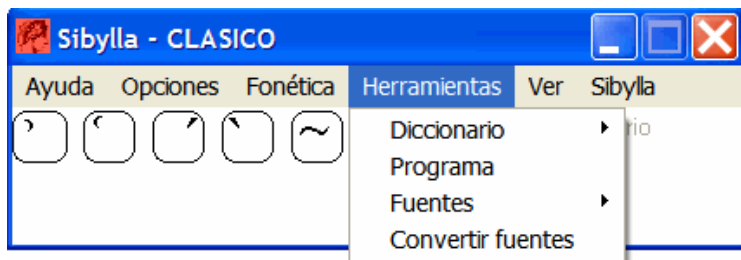 Sibylla - CLASICO
Ayuda Opciones Fonética Herramientas Ver Sibylla
Diccionario
Programa
Fuentes
Convertir fuentes